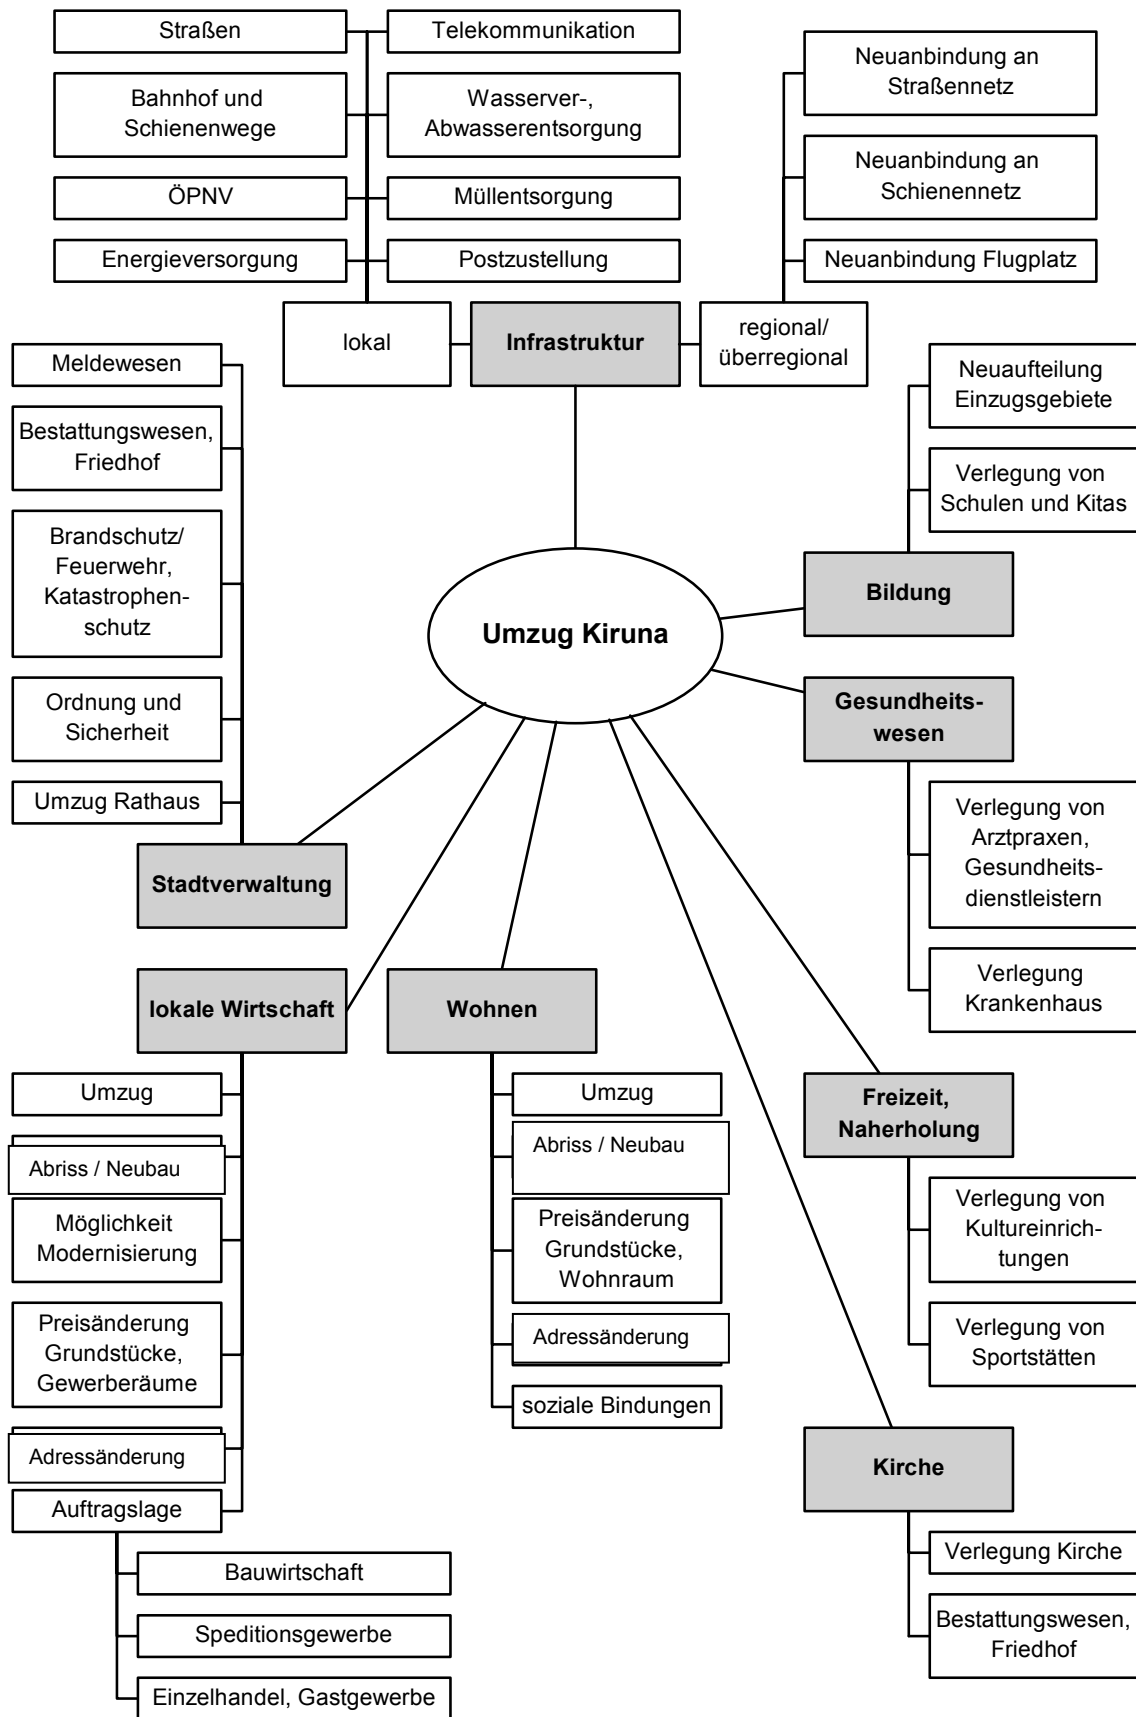 Straßen
Telekommunikation
Bahnhof und
Schienenwege
Wasserver-,
Abwasserentsorgung
ÖPNV
Müllentsorgung
Energieversorgung
Postzustellung
Neuanbindung an
Straßennetz
Neuanbindung an
Schienennetz
Neuanbindung Flugplatz
lokal
Infrastruktur
regional/
überregional
Meldewesen
Bestattungswesen,
Friedhof
Brandschutz/
Feuerwehr,
Katastrophen-
schutz
Ordnung und
Sicherheit
Umzug Rathaus
Stadtverwaltung
Neuaufteilung
Einzugsgebiete
Verlegung von
Schulen und Kitas
Bildung
Umzug Kiruna
Gesundheits-
wesen
Verlegung von
Arztpraxen,
Gesundheits-
dienstleistern
Verlegung
Krankenhaus
lokale Wirtschaft
Umzug
Abriss / Neubau
Möglichkeit
Modernisierung
Preisänderung
Grundstücke,
Gewerberäume
Adressänderung
Auftragslage
Bauwirtschaft
Speditionsgewerbe
Einzelhandel, Gastgewerbe
Wohnen
Umzug
Abriss / Neubau
Preisänderung
Grundstücke,
Wohnraum
Adressänderung
soziale Bindungen
Freizeit,
Naherholung
Verlegung von
Kultureinrich-
tungen
Verlegung von
Sportstätten
Kirche
Verlegung Kirche
Bestattungswesen,
Friedhof